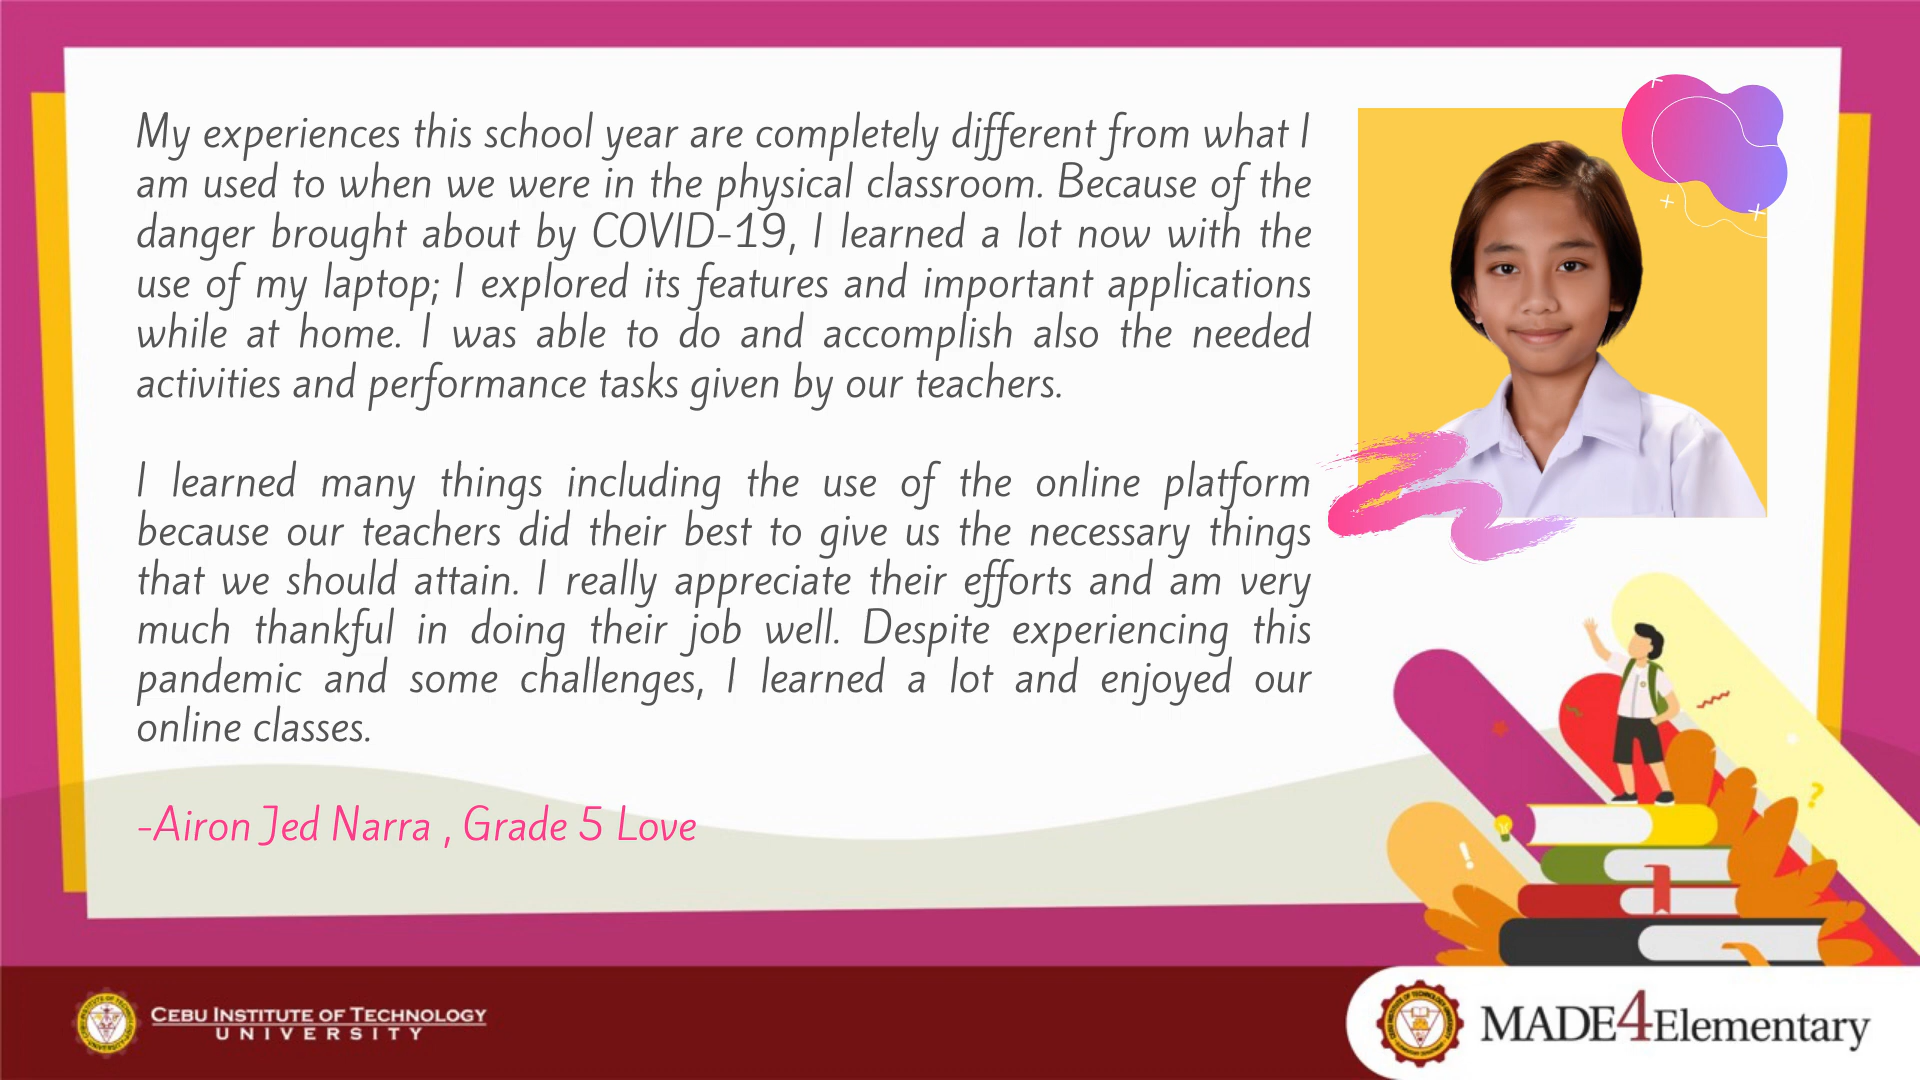 My experiences this school year are completely different from what I
am used to when we were in the physical classroom. Because of the
danger brought about by COVID-19, I learned a lot now with the
use of my laptop; I explored its features and important applications
while at home. I was able to do and accomplish also the needed
activities and performance tasks given by our teachers.
I learned many things including the use of the online platform
because our teachers did their best to give us the necessary things
that we should attain. I really appreciate their efforts and am very
much thankful in doing their job well. Despite experiencing this
pandemic and some challenges, I learned a lot and enjoyed our
online classes.
-Airon Jed Narra , Grade 5 Love
CEBU INSTITUTE OF TECHNOLOGY
UNIVERSITY
MADE4Elementary